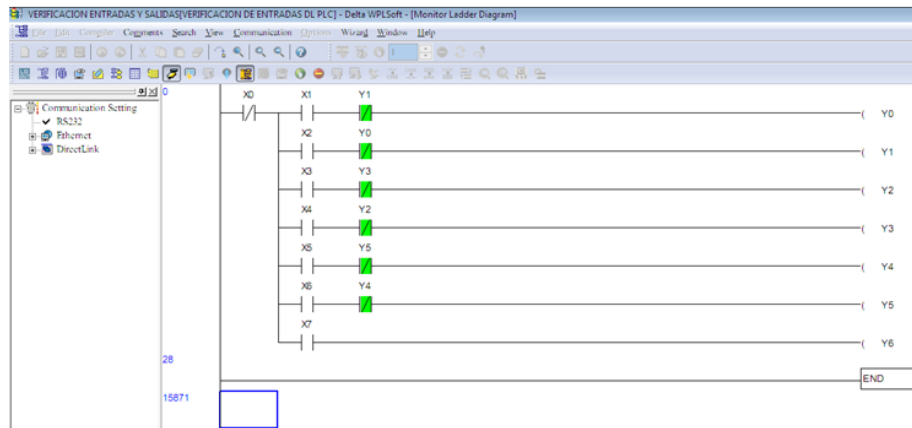 VERIFICACION ENTRADAS Y SALIDAS[VERIFICACION DE ENTRADAS DL PLC] - Delta WPLSoft - [Monitor Ladder Diagram]
File Edit Compiler Comments Search View Communication Options Wizard Window Help
Communication Setting
RS232
Ethernet
DirectLink
0
X0 X1 Y1
Y0
X2 Y0
Y1
X3 Y3
Y2
X4 Y2
Y3
X5 Y5
Y4
X6 Y4
Y5
X7
Y6
28
END
15871